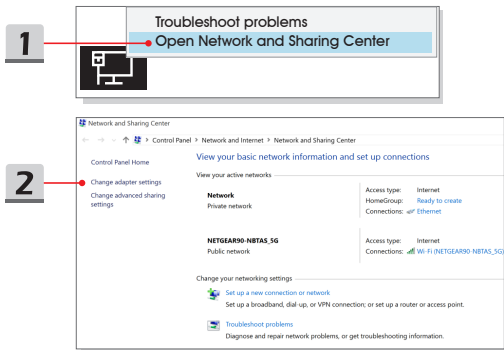 1
Troubleshoot problems
Open Network and Sharing Center
2
Network and Sharing Center
Control Panel > Network and Internet > Network and Sharing Center
Control Panel Home
Change adapter settings
Change advanced sharing
settings
View your basic network information and set up connections
View your active networks
Network
Private network
Access type: Internet
HomeGroup: Ready to create
Connections: Ethernet
NETGEAR90-NBTAS_5G
Public network
Access type: Internet
Connections: Wi-Fi (NETGEAR90-NBTAS_5G)
Change your networking settings
Set up a new connection or network
Set up a broadband, dial-up, or VPN connection; or set up a router or access point.
Troubleshoot problems
Diagnose and repair network problems, or get troubleshooting information.